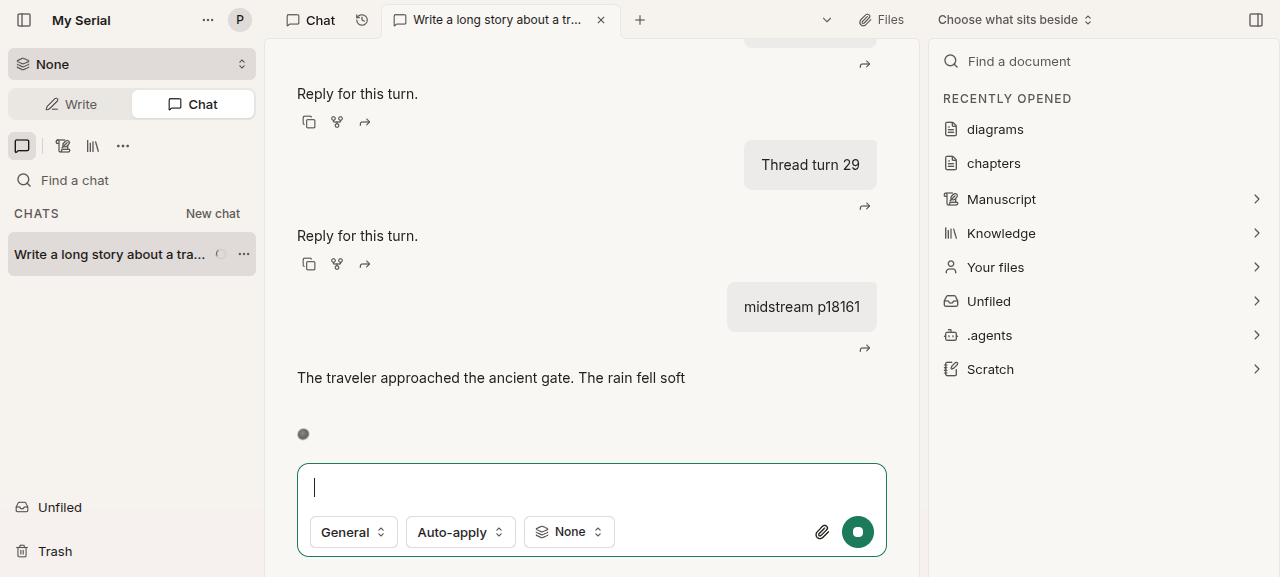 My Serial
P
None
Write
Chat
Find a chat
CHATS
New chat
Write a long story about a tra...
Unfiled
Trash
Chat
Write a long story about a tr...
Files
Reply for this turn.
Thread turn 29
Reply for this turn.
midstream p18161
The traveler approached the ancient gate. The rain fell soft
General
Auto-apply
None
Choose what sits beside
Find a document
RECENTLY OPENED
diagrams
chapters
Manuscript
Knowledge
Your files
Unfiled
.agents
Scratch